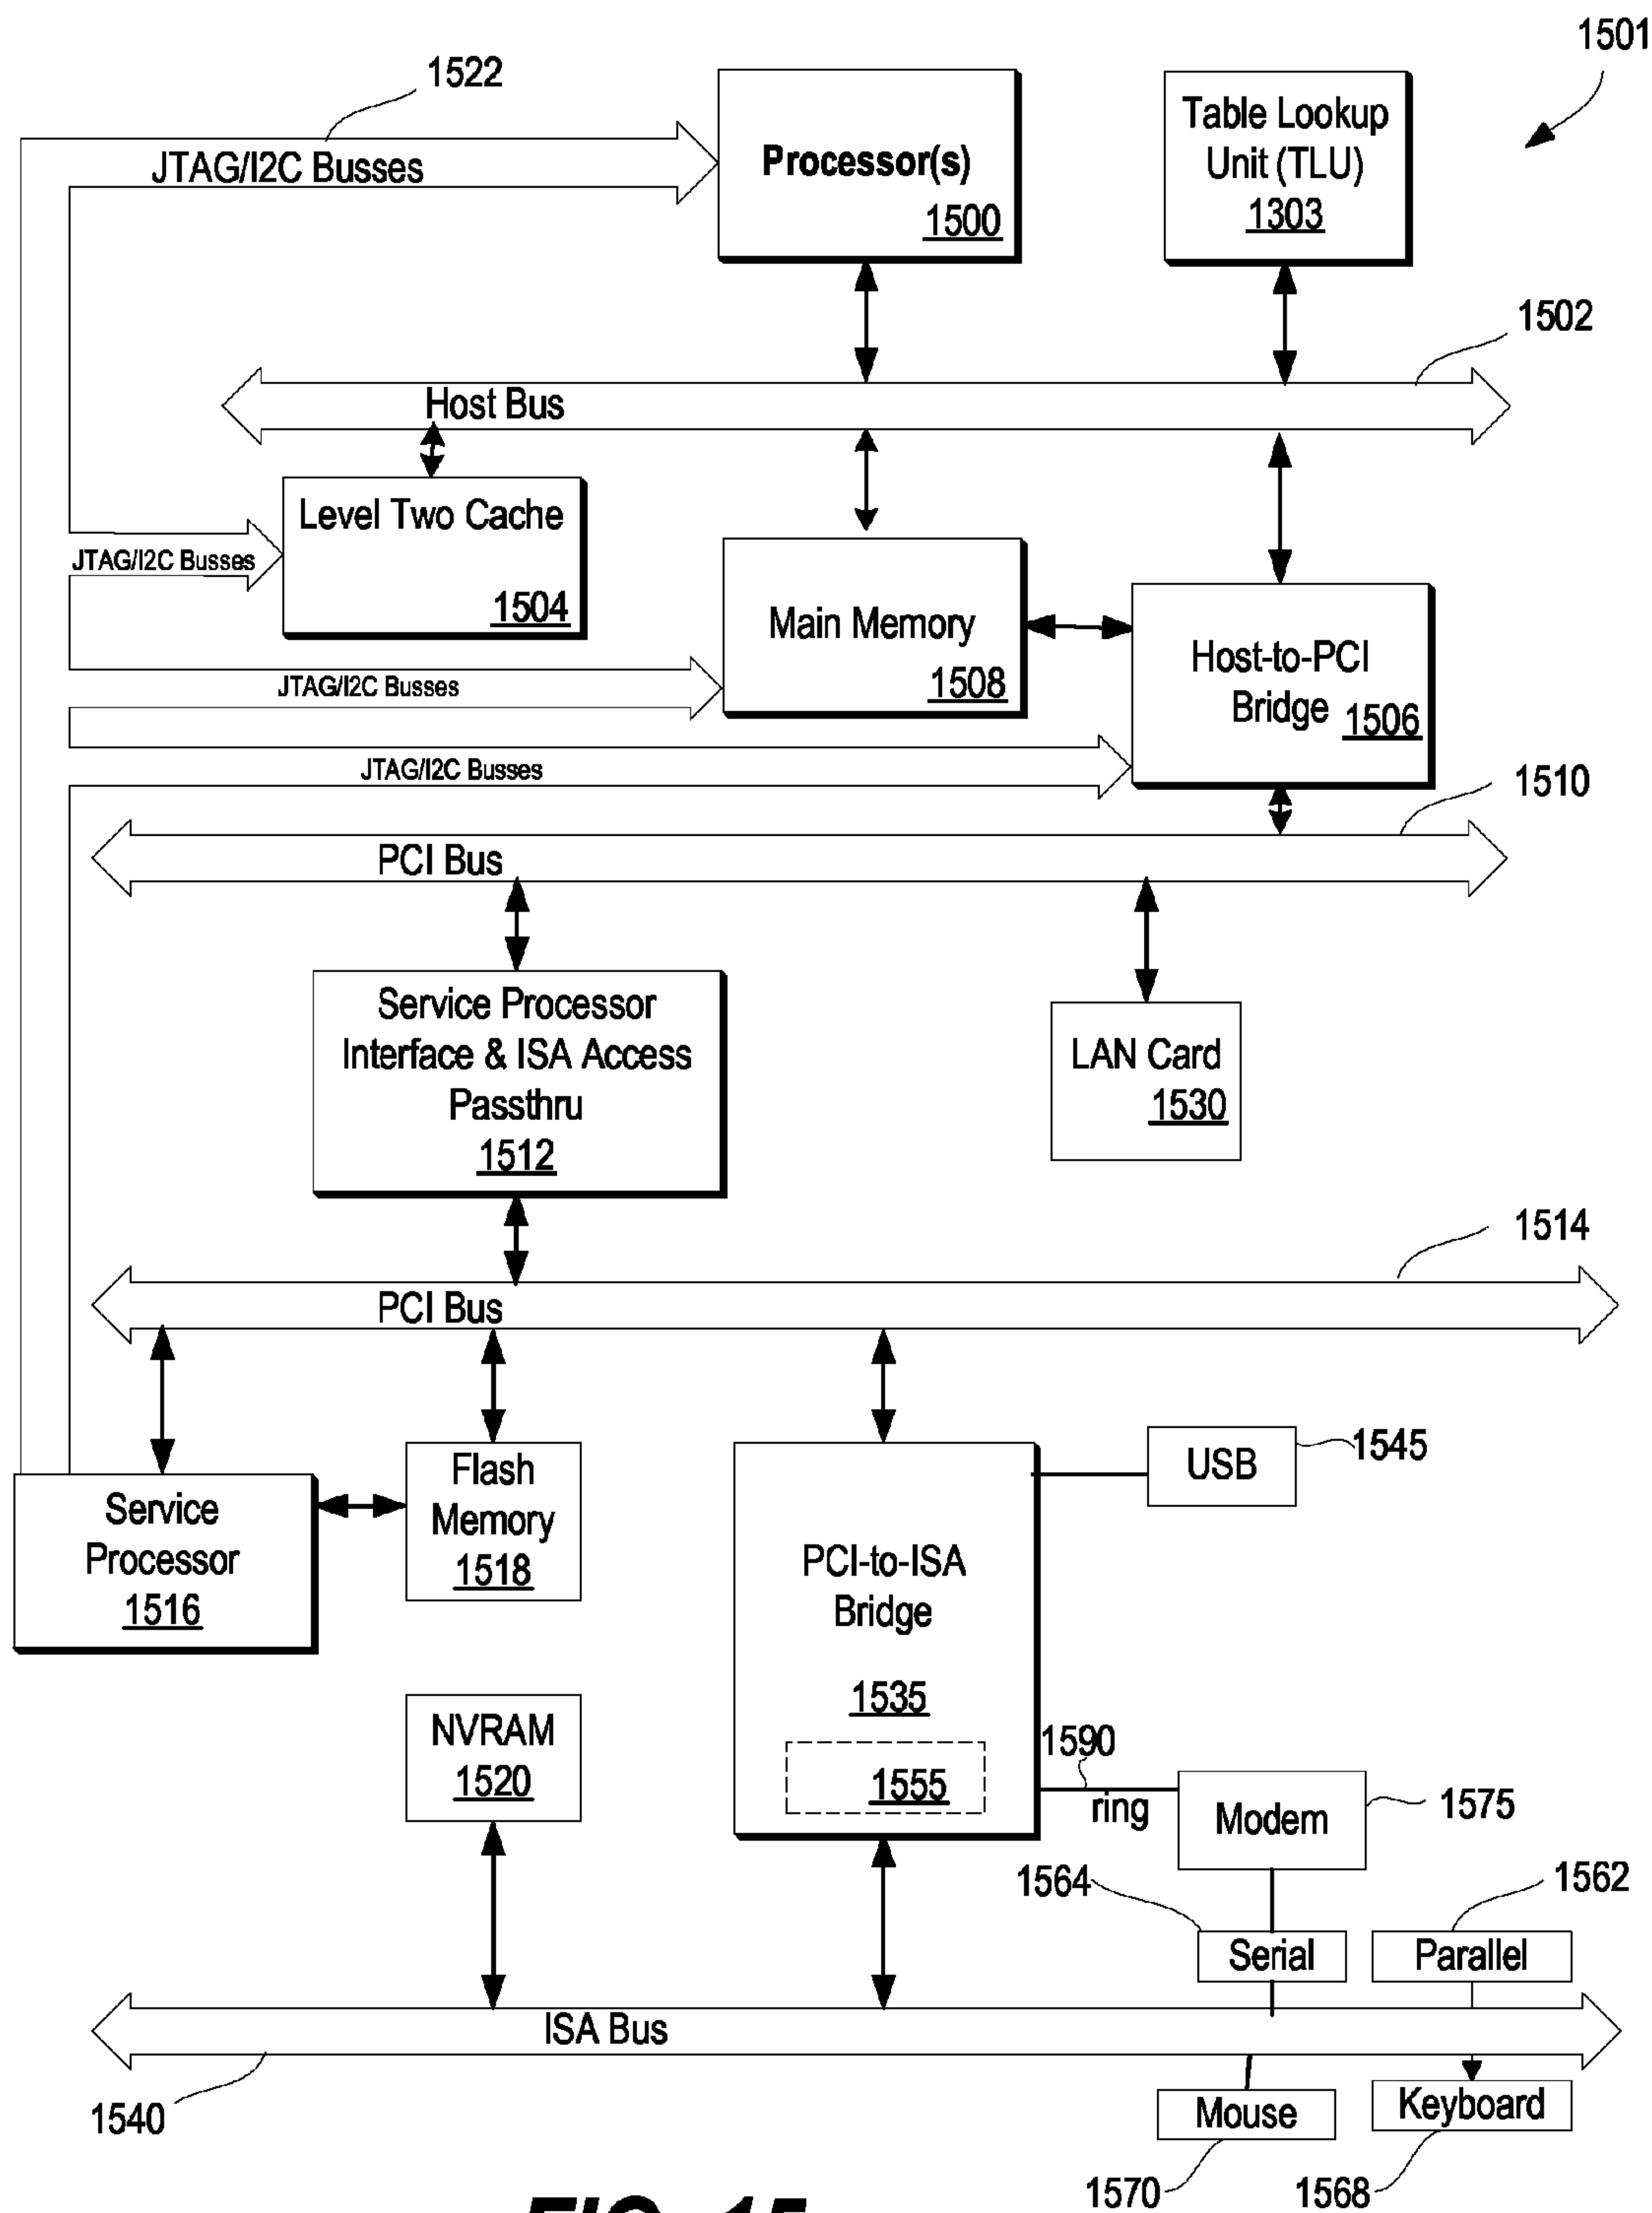 1501
1522
JTAG/I2C Busses
Processor(s)
1500
Table Lookup
Unit (TLU)
1303
1502
Host Bus
Level Two Cache
1504
JTAG/I2C Busses
Main Memory
1508
Host-to-PCI
Bridge 1506
JTAG/I2C Busses
JTAG/I2C Busses
1510
PCI Bus
Service Processor
Interface & ISA Access
Passthru
1512
LAN Card
1530
1514
PCI Bus
Service
Processor
1516
Flash
Memory
1518
PCI-to-ISA
Bridge
1535
1555
USB
1545
NVRAM
1520
1590
ring
Modem
1575
1564
1562
Serial
Parallel
ISA Bus
1540
Mouse
Keyboard
1570
1568
FIG. 15